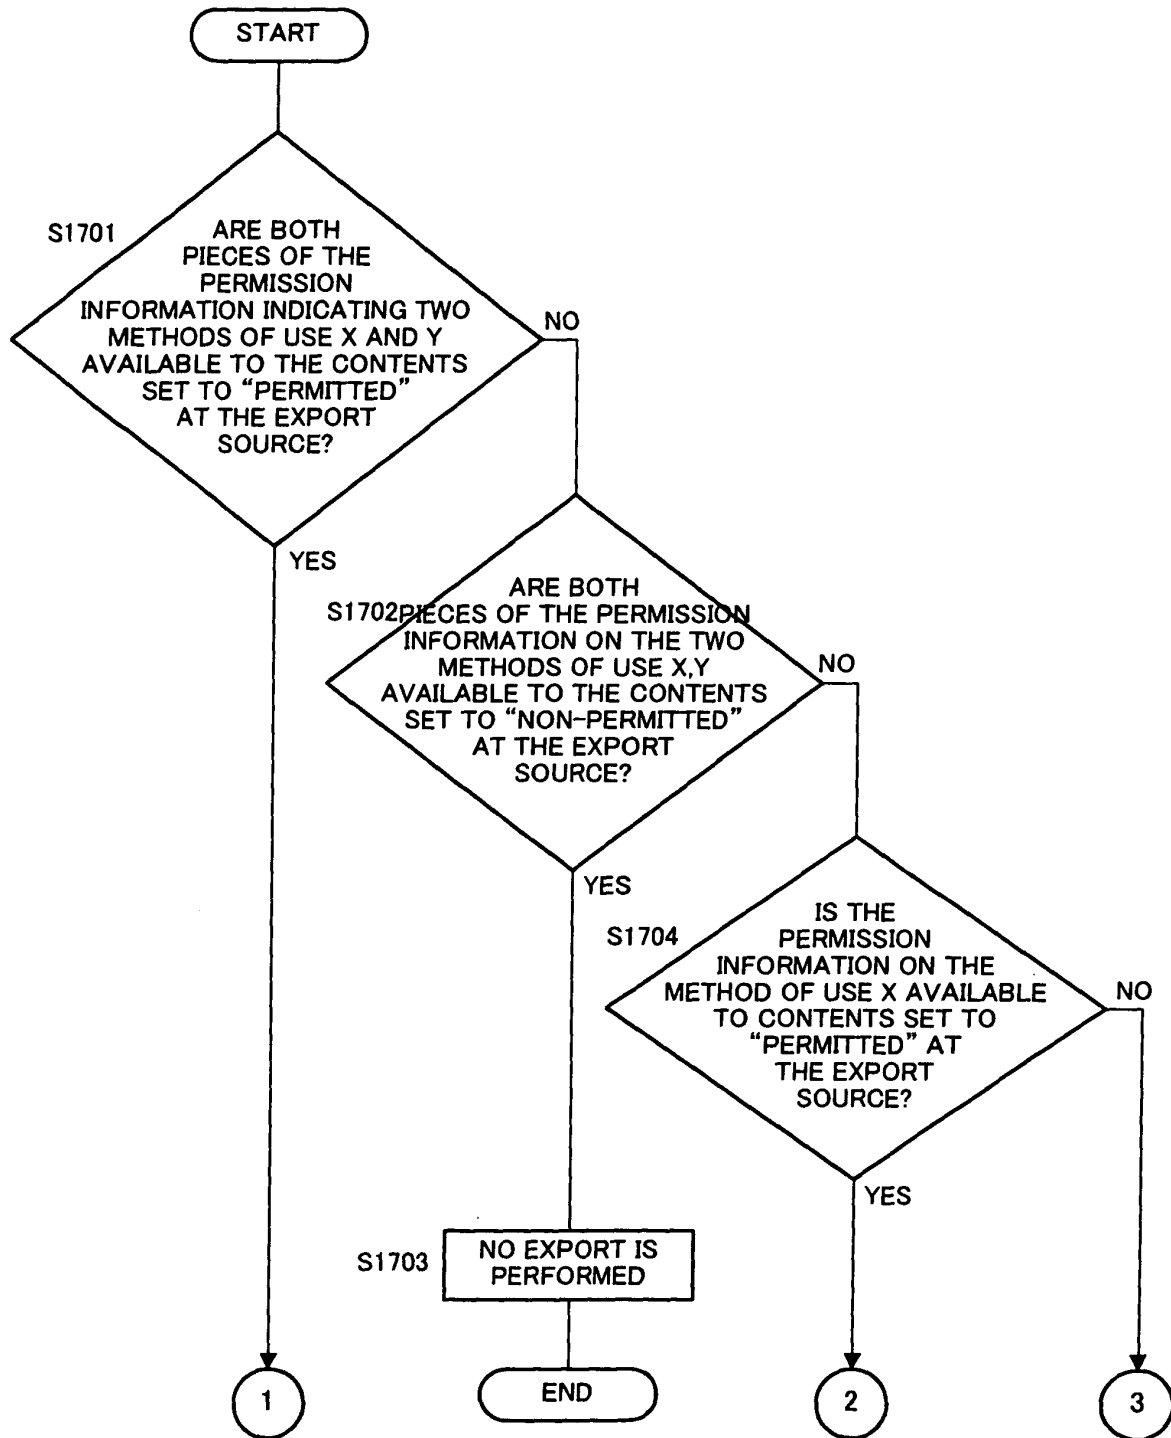 START
S1701
ARE BOTH
PIECES OF THE
PERMISSION
INFORMATION INDICATING TWO
METHODS OF USE X AND Y
AVAILABLE TO THE CONTENTS
SET TO “PERMITTED”
AT THE EXPORT
SOURCE?
NO
YES
S1702
ARE BOTH
PIECES OF THE PERMISSION
INFORMATION ON THE TWO
METHODS OF USE X,Y
AVAILABLE TO THE CONTENTS
SET TO “NON-PERMITTED”
AT THE EXPORT
SOURCE?
NO
YES
S1704
IS THE
PERMISSION
INFORMATION ON THE
METHOD OF USE X AVAILABLE
TO CONTENTS SET TO
“PERMITTED” AT
THE EXPORT
SOURCE?
NO
YES
S1703
NO EXPORT IS
PERFORMED
1
END
2
3